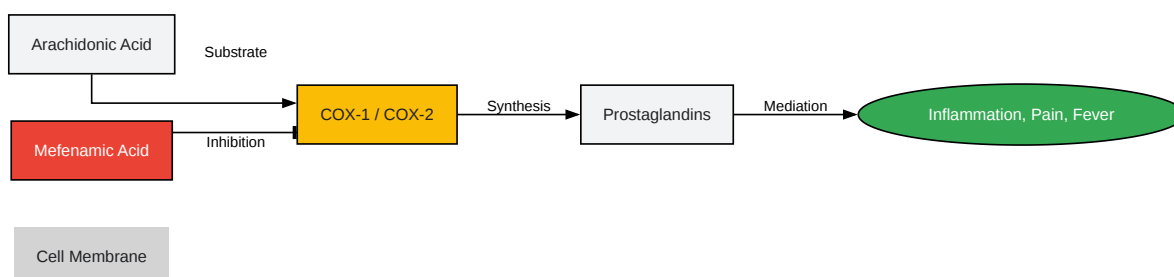 Arachidonic Acid
Substrate
COX-1 / COX-2
Synthesis
Prostaglandins
Mediation
Inflammation, Pain, Fever
Mefenamic Acid
Inhibition
Cell Membrane